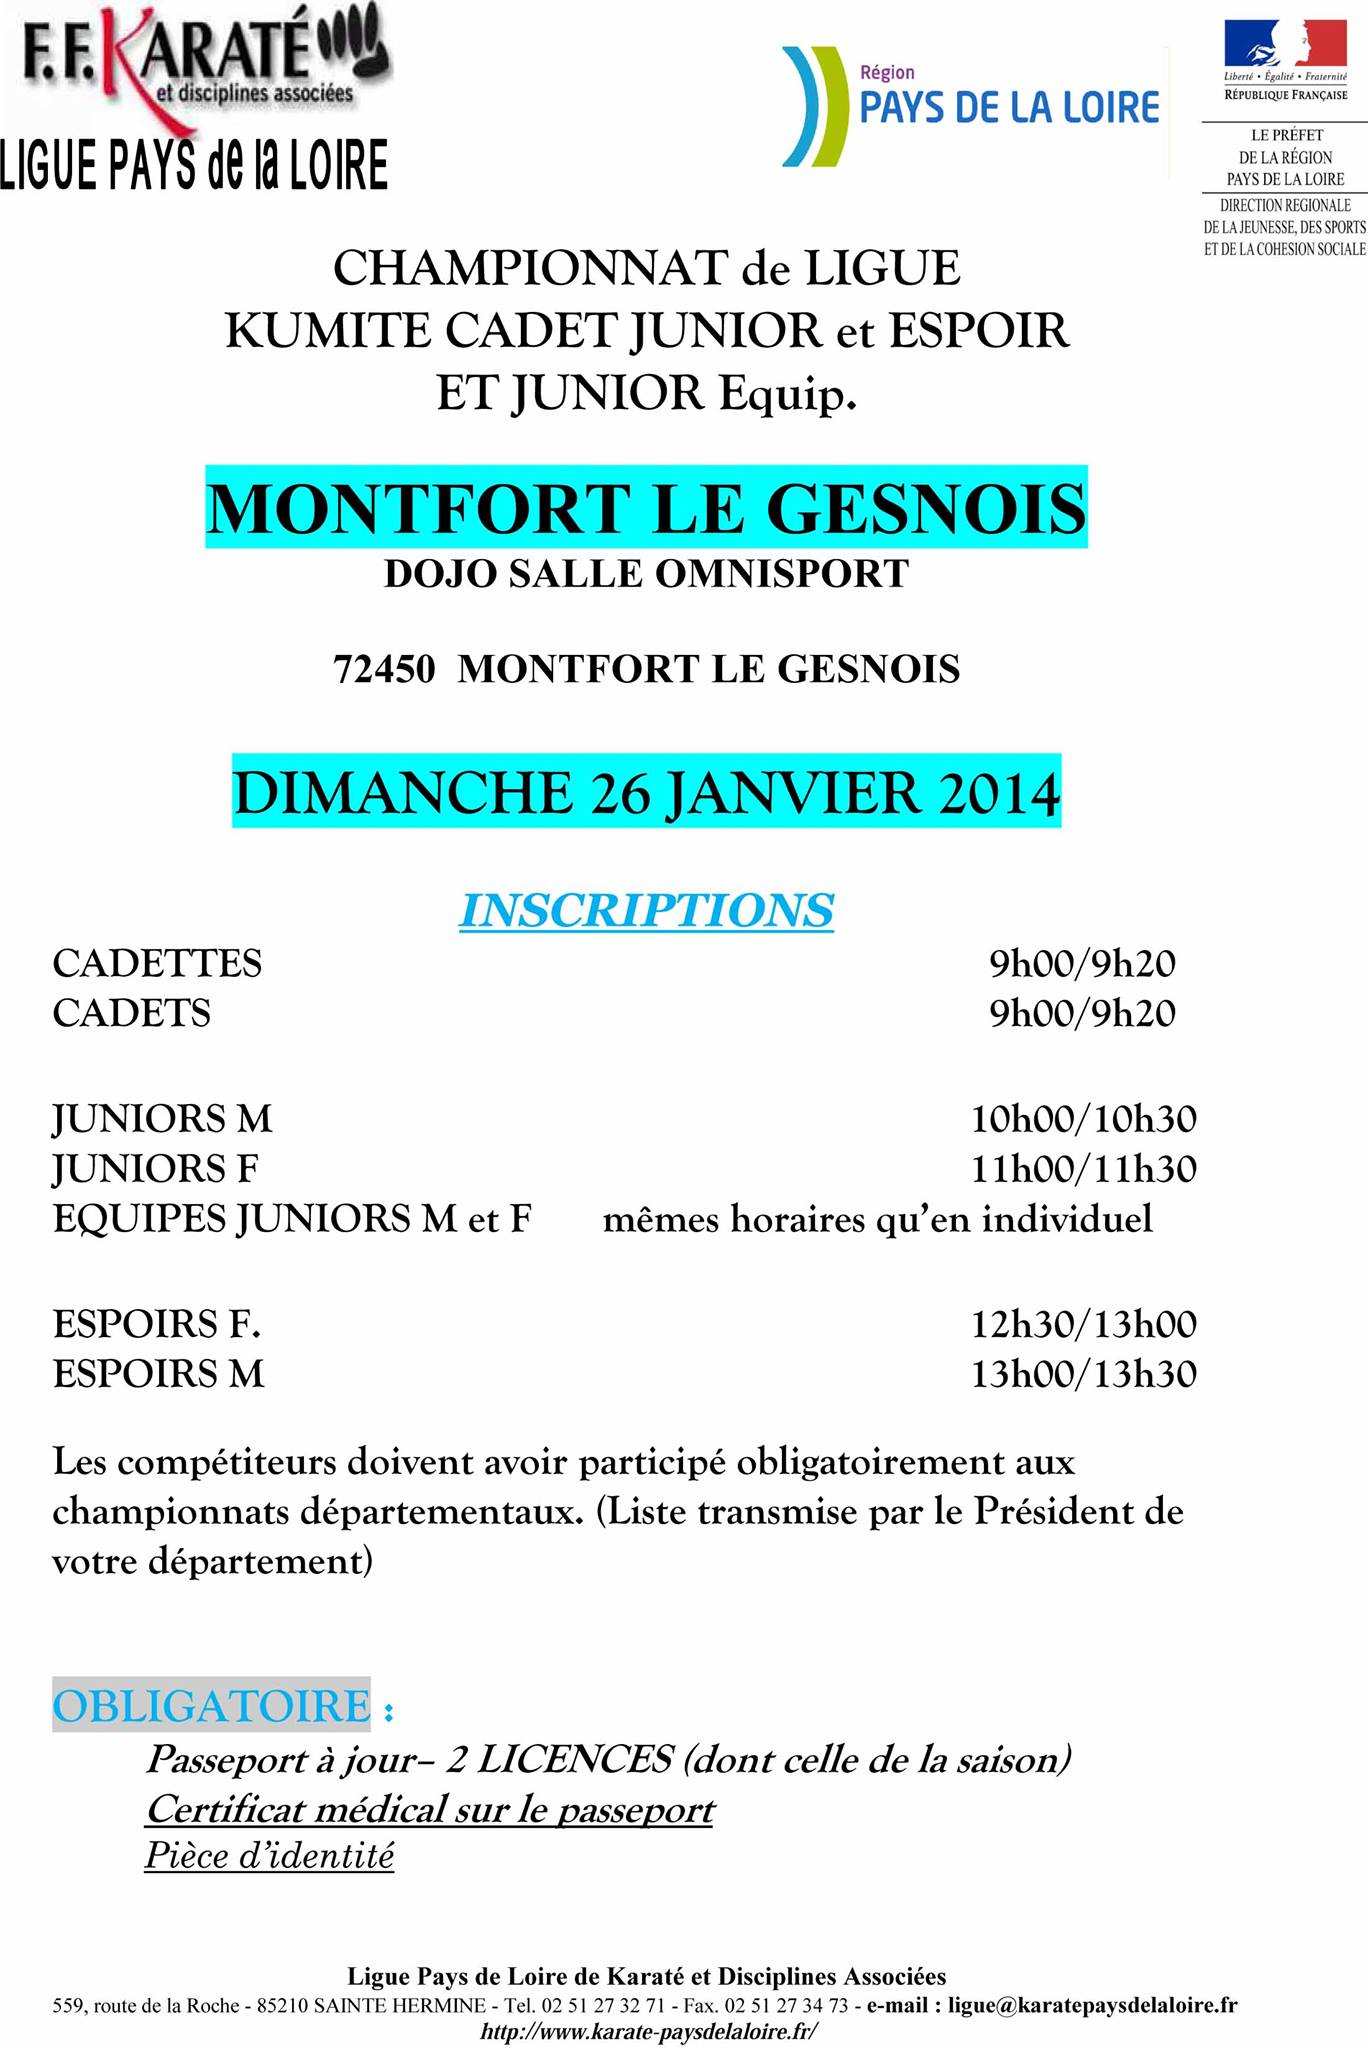 F.F.KARATÉ
et disciplines associées
LIGUE PAYS de la LOIRE
Région
PAYS DE LA LOIRE
Liberté • Égalité • Fraternité
RÉPUBLIQUE FRANÇAISE
LE PRÉFET
DE LA RÉGION
PAYS DE LA LOIRE
DIRECTION REGIONALE
DE LA JEUNESSE, DES SPORTS
ET DE LA COHESION SOCIALE
CHAMPIONNAT de LIGUE
KUMITE CADET JUNIOR et ESPOIR
ET JUNIOR Equip.
MONTFORT LE GESNOIS
DOJO SALLE OMNISPORT
72450 MONTFORT LE GESNOIS
DIMANCHE 26 JANVIER 2014
INSCRIPTIONS
CADETTES 9h00/9h20
CADETS 9h00/9h20
JUNIORS M 10h00/10h30
JUNIORS F 11h00/11h30
EQUIPES JUNIORS M et F mêmes horaires qu’en individuel
ESPOIRS F. 12h30/13h00
ESPOIRS M 13h00/13h30
Les compétiteurs doivent avoir participé obligatoirement aux
championnats départementaux. (Liste transmise par le Président de
votre département)
OBLIGATOIRE :
Passeport à jour– 2 LICENCES (dont celle de la saison)
Certificat médical sur le passeport
Pièce d’identité
Ligue Pays de Loire de Karaté et Disciplines Associées
559, route de la Roche - 85210 SAINTE HERMINE - Tel. 02 51 27 32 71 - Fax. 02 51 27 34 73 - e-mail : ligue@karatepaysdelaloire.fr
http://www.karate-paysdelaloire.fr/